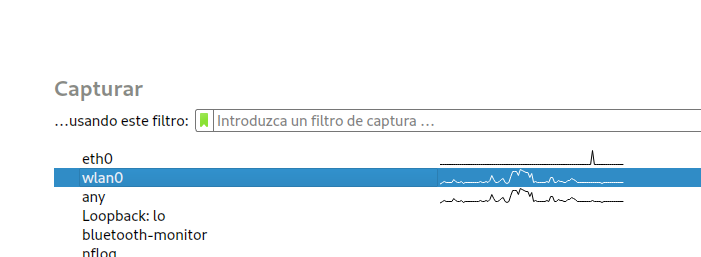 Capturar
…usando este filtro: Introduzca un filtro de captura …
eth0
wlan0
any
Loopback: lo
bluetooth-monitor
nflog